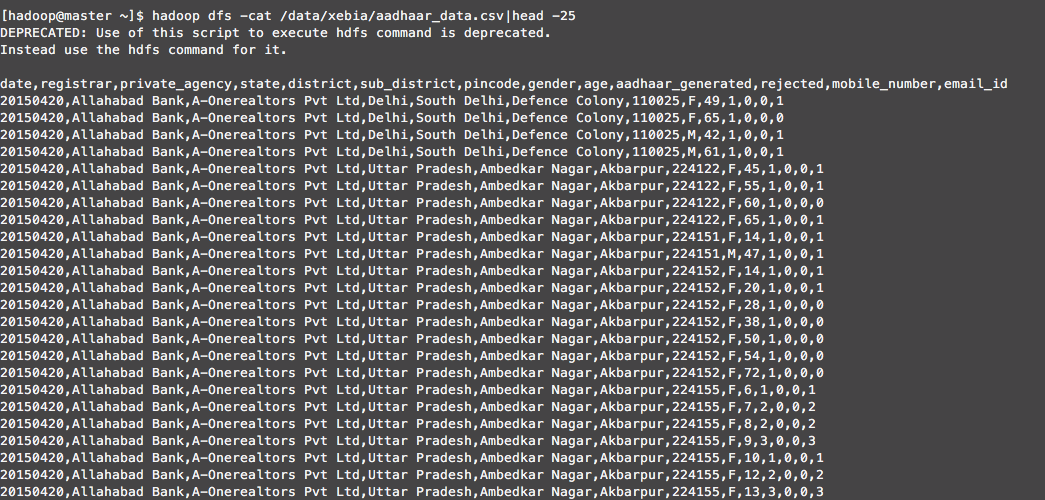 [hadoop@master ~]$ hadoop dfs -cat /data/xebia/aadhaar_data.csv|head -25
DEPRECATED: Use of this script to execute hdfs command is deprecated.
Instead use the hdfs command for it.
date,registrar,private_agency,state,district,sub_district,pincode,gender,age,aadhaar_generated,rejected,mobile_number,email_id
20150420,Allahabad Bank,A-Onerealtors Pvt Ltd,Delhi,South Delhi,Defence Colony,110025,F,49,1,0,0,1
20150420,Allahabad Bank,A-Onerealtors Pvt Ltd,Delhi,South Delhi,Defence Colony,110025,F,65,1,0,0,0
20150420,Allahabad Bank,A-Onerealtors Pvt Ltd,Delhi,South Delhi,Defence Colony,110025,M,42,1,0,0,1
20150420,Allahabad Bank,A-Onerealtors Pvt Ltd,Delhi,South Delhi,Defence Colony,110025,M,61,1,0,0,1
20150420,Allahabad Bank,A-Onerealtors Pvt Ltd,Uttar Pradesh,Ambedkar Nagar,Akbarpur,224122,F,45,1,0,0,1
20150420,Allahabad Bank,A-Onerealtors Pvt Ltd,Uttar Pradesh,Ambedkar Nagar,Akbarpur,224122,F,55,1,0,0,1
20150420,Allahabad Bank,A-Onerealtors Pvt Ltd,Uttar Pradesh,Ambedkar Nagar,Akbarpur,224122,F,60,1,0,0,0
20150420,Allahabad Bank,A-Onerealtors Pvt Ltd,Uttar Pradesh,Ambedkar Nagar,Akbarpur,224122,F,65,1,0,0,1
20150420,Allahabad Bank,A-Onerealtors Pvt Ltd,Uttar Pradesh,Ambedkar Nagar,Akbarpur,224151,F,14,1,0,0,1
20150420,Allahabad Bank,A-Onerealtors Pvt Ltd,Uttar Pradesh,Ambedkar Nagar,Akbarpur,224151,M,47,1,0,0,1
20150420,Allahabad Bank,A-Onerealtors Pvt Ltd,Uttar Pradesh,Ambedkar Nagar,Akbarpur,224152,F,14,1,0,0,1
20150420,Allahabad Bank,A-Onerealtors Pvt Ltd,Uttar Pradesh,Ambedkar Nagar,Akbarpur,224152,F,20,1,0,0,1
20150420,Allahabad Bank,A-Onerealtors Pvt Ltd,Uttar Pradesh,Ambedkar Nagar,Akbarpur,224152,F,28,1,0,0,0
20150420,Allahabad Bank,A-Onerealtors Pvt Ltd,Uttar Pradesh,Ambedkar Nagar,Akbarpur,224152,F,38,1,0,0,0
20150420,Allahabad Bank,A-Onerealtors Pvt Ltd,Uttar Pradesh,Ambedkar Nagar,Akbarpur,224152,F,50,1,0,0,0
20150420,Allahabad Bank,A-Onerealtors Pvt Ltd,Uttar Pradesh,Ambedkar Nagar,Akbarpur,224152,F,54,1,0,0,0
20150420,Allahabad Bank,A-Onerealtors Pvt Ltd,Uttar Pradesh,Ambedkar Nagar,Akbarpur,224152,F,72,1,0,0,0
20150420,Allahabad Bank,A-Onerealtors Pvt Ltd,Uttar Pradesh,Ambedkar Nagar,Akbarpur,224155,F,6,1,0,0,1
20150420,Allahabad Bank,A-Onerealtors Pvt Ltd,Uttar Pradesh,Ambedkar Nagar,Akbarpur,224155,F,7,2,0,0,2
20150420,Allahabad Bank,A-Onerealtors Pvt Ltd,Uttar Pradesh,Ambedkar Nagar,Akbarpur,224155,F,8,2,0,0,2
20150420,Allahabad Bank,A-Onerealtors Pvt Ltd,Uttar Pradesh,Ambedkar Nagar,Akbarpur,224155,F,9,3,0,0,3
20150420,Allahabad Bank,A-Onerealtors Pvt Ltd,Uttar Pradesh,Ambedkar Nagar,Akbarpur,224155,F,10,1,0,0,1
20150420,Allahabad Bank,A-Onerealtors Pvt Ltd,Uttar Pradesh,Ambedkar Nagar,Akbarpur,224155,F,12,2,0,0,2
20150420,Allahabad Bank,A-Onerealtors Pvt Ltd,Uttar Pradesh,Ambedkar Nagar,Akbarpur,224155,F,13,3,0,0,3